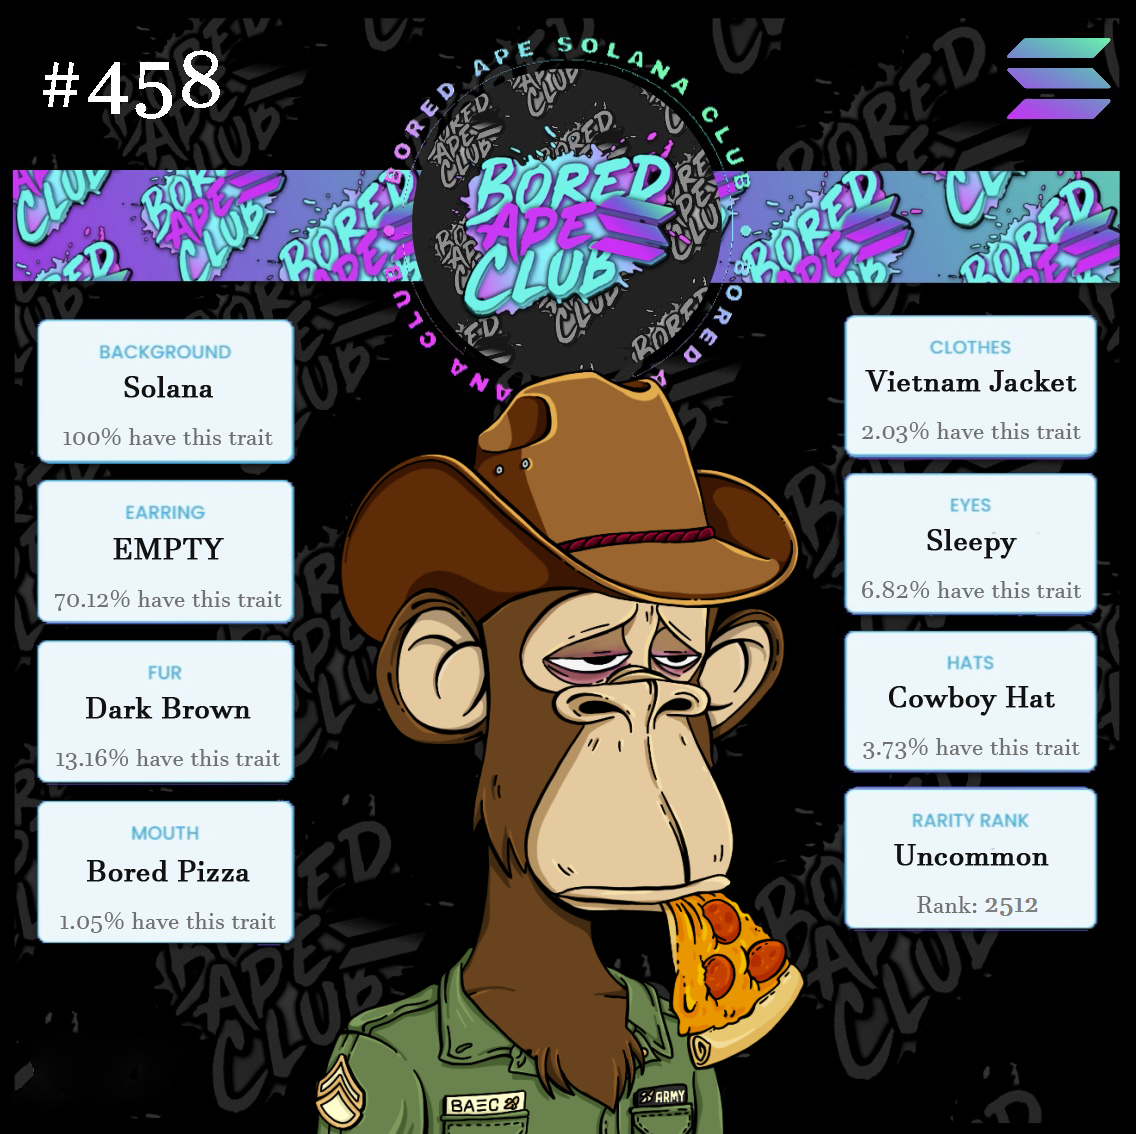 #458
BORED APE SOLANA CLUB
BORED
APE
CLUB
BACKGROUND
Solana
100% have this trait
EARRING
EMPTY
70.12% have this trait
FUR
Dark Brown
13.16% have this trait
MOUTH
Bored Pizza
1.05% have this trait
CLOTHES
Vietnam Jacket
2.03% have this trait
EYES
Sleepy
6.82% have this trait
HATS
Cowboy Hat
3.73% have this trait
RARITY RANK
Uncommon
Rank: 2512
ARMY